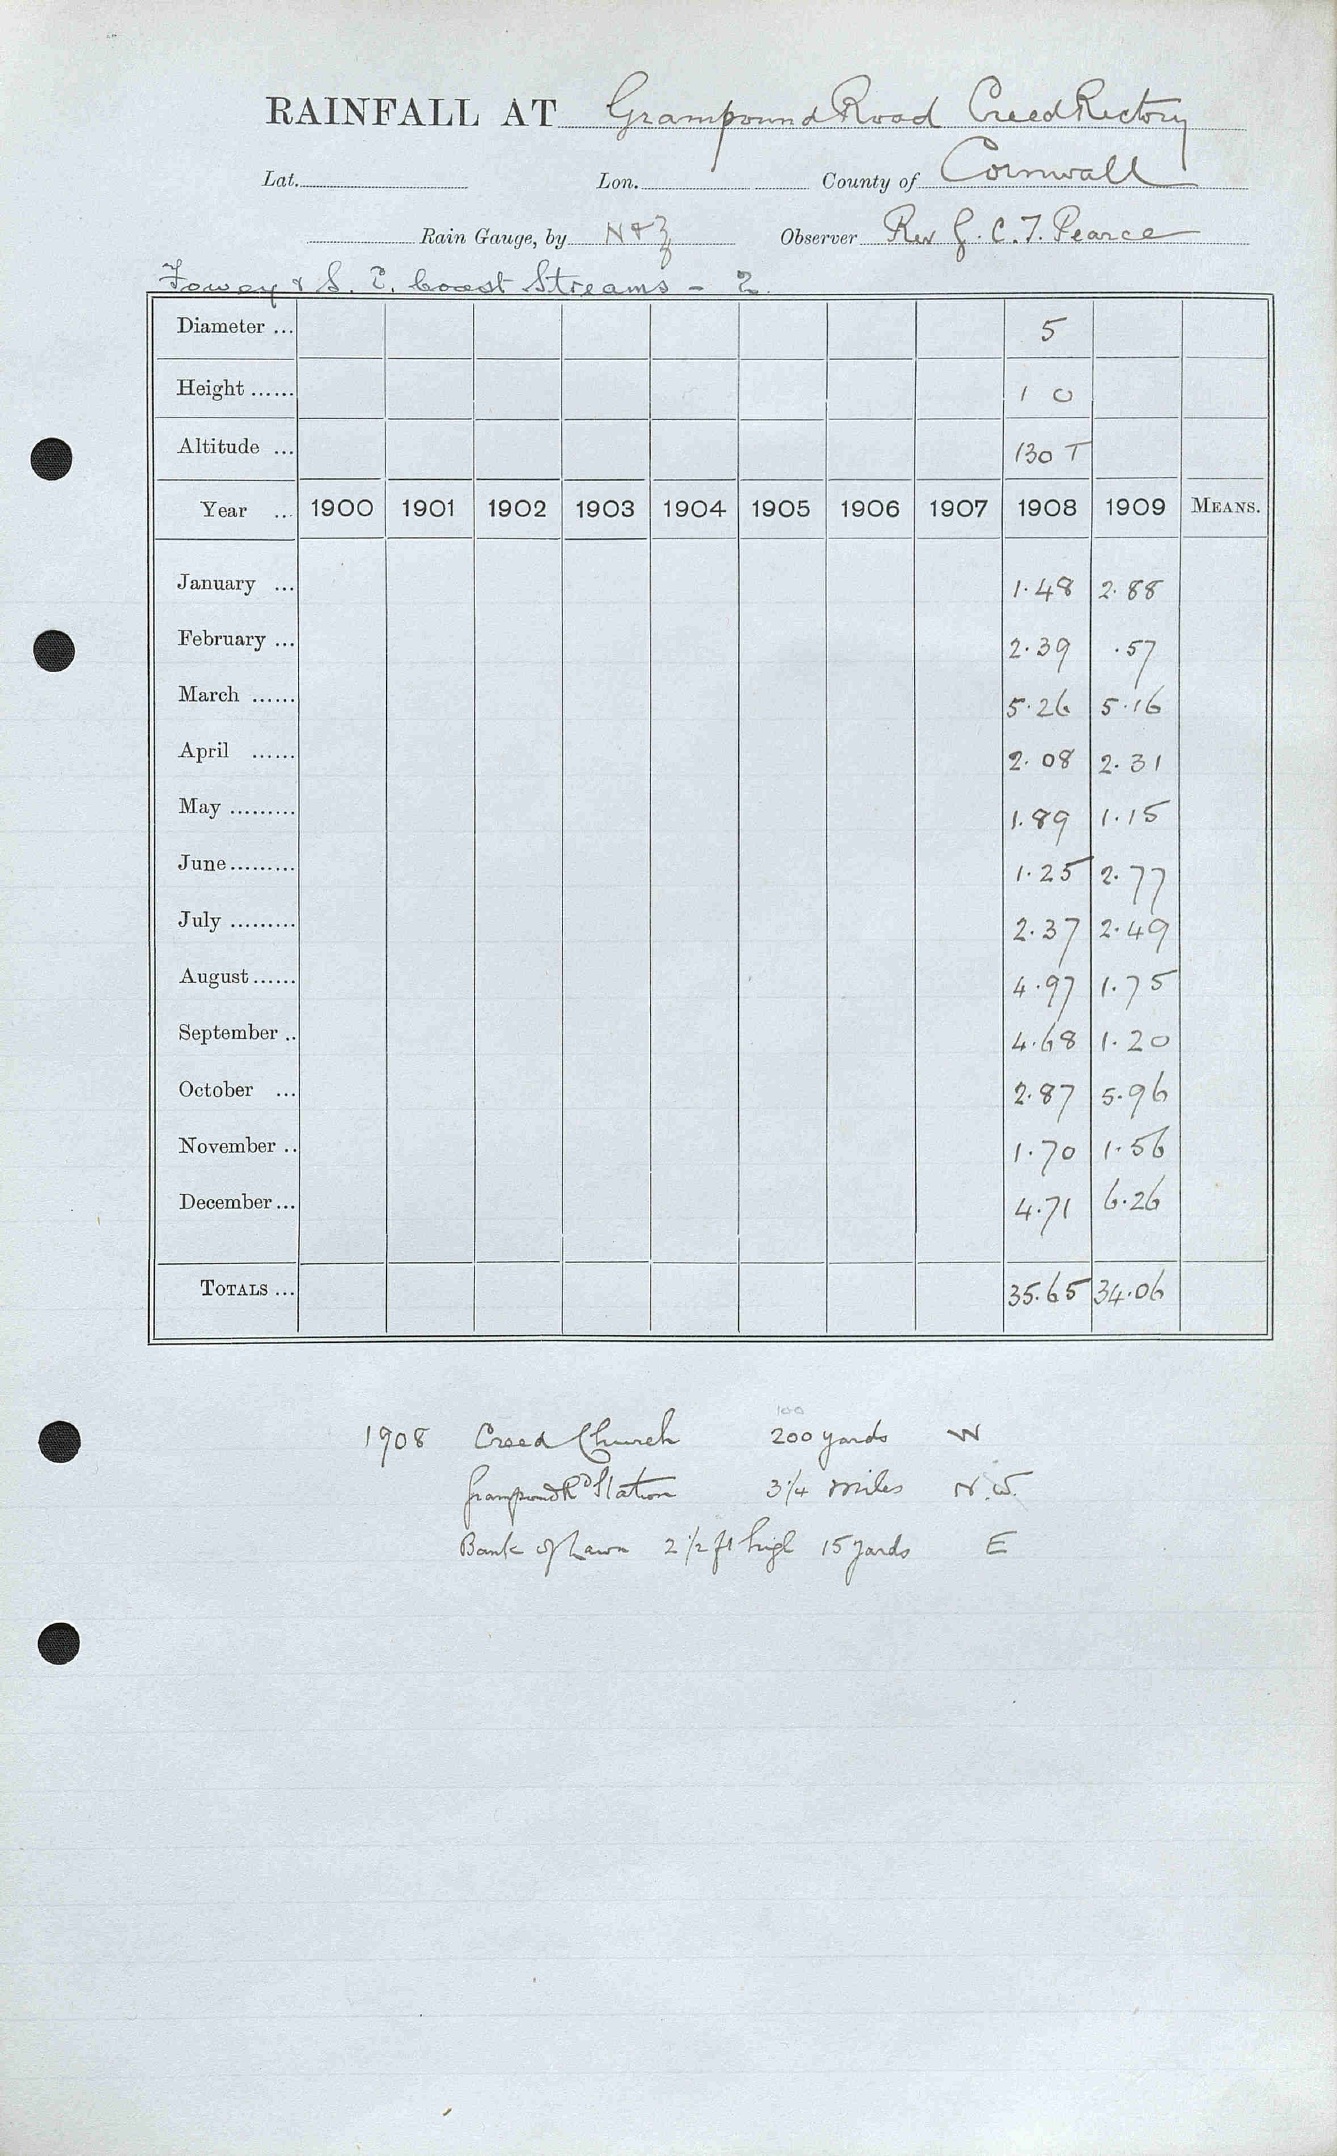 RAINFALL AT Grampound Road Creed Rectory
Lat. Lon. County of Cornwall
Rain Gauge, by N & Z Observer Rev G. C. T. Pearce
Fowey & S. E. Coast Streams - 2.
Diameter ... 5
Height ...... 1 0
Altitude ... 130 T
Year ... 1900 1901 1902 1903 1904 1905 1906 1907 1908 1909 MEANS.
January ... 1.48 2.88
February ... 2.39 .57
March ...... 5.26 5.16
April ...... 2.08 2.31
May ......... 1.89 1.15
June ......... 1.25 2.77
July ......... 2.37 2.49
August ...... 4.97 1.75
September .. 4.68 1.20
October ... 2.87 5.96
November .. 1.70 1.56
December ... 4.71 6.26
TOTALS ... 35.65 34.06
100
1908 Creed Church 200 yards W
Grampound Rd Station 3 1/4 miles N.W.
Bank of Lawn 2 1/2 ft high 15 yards E